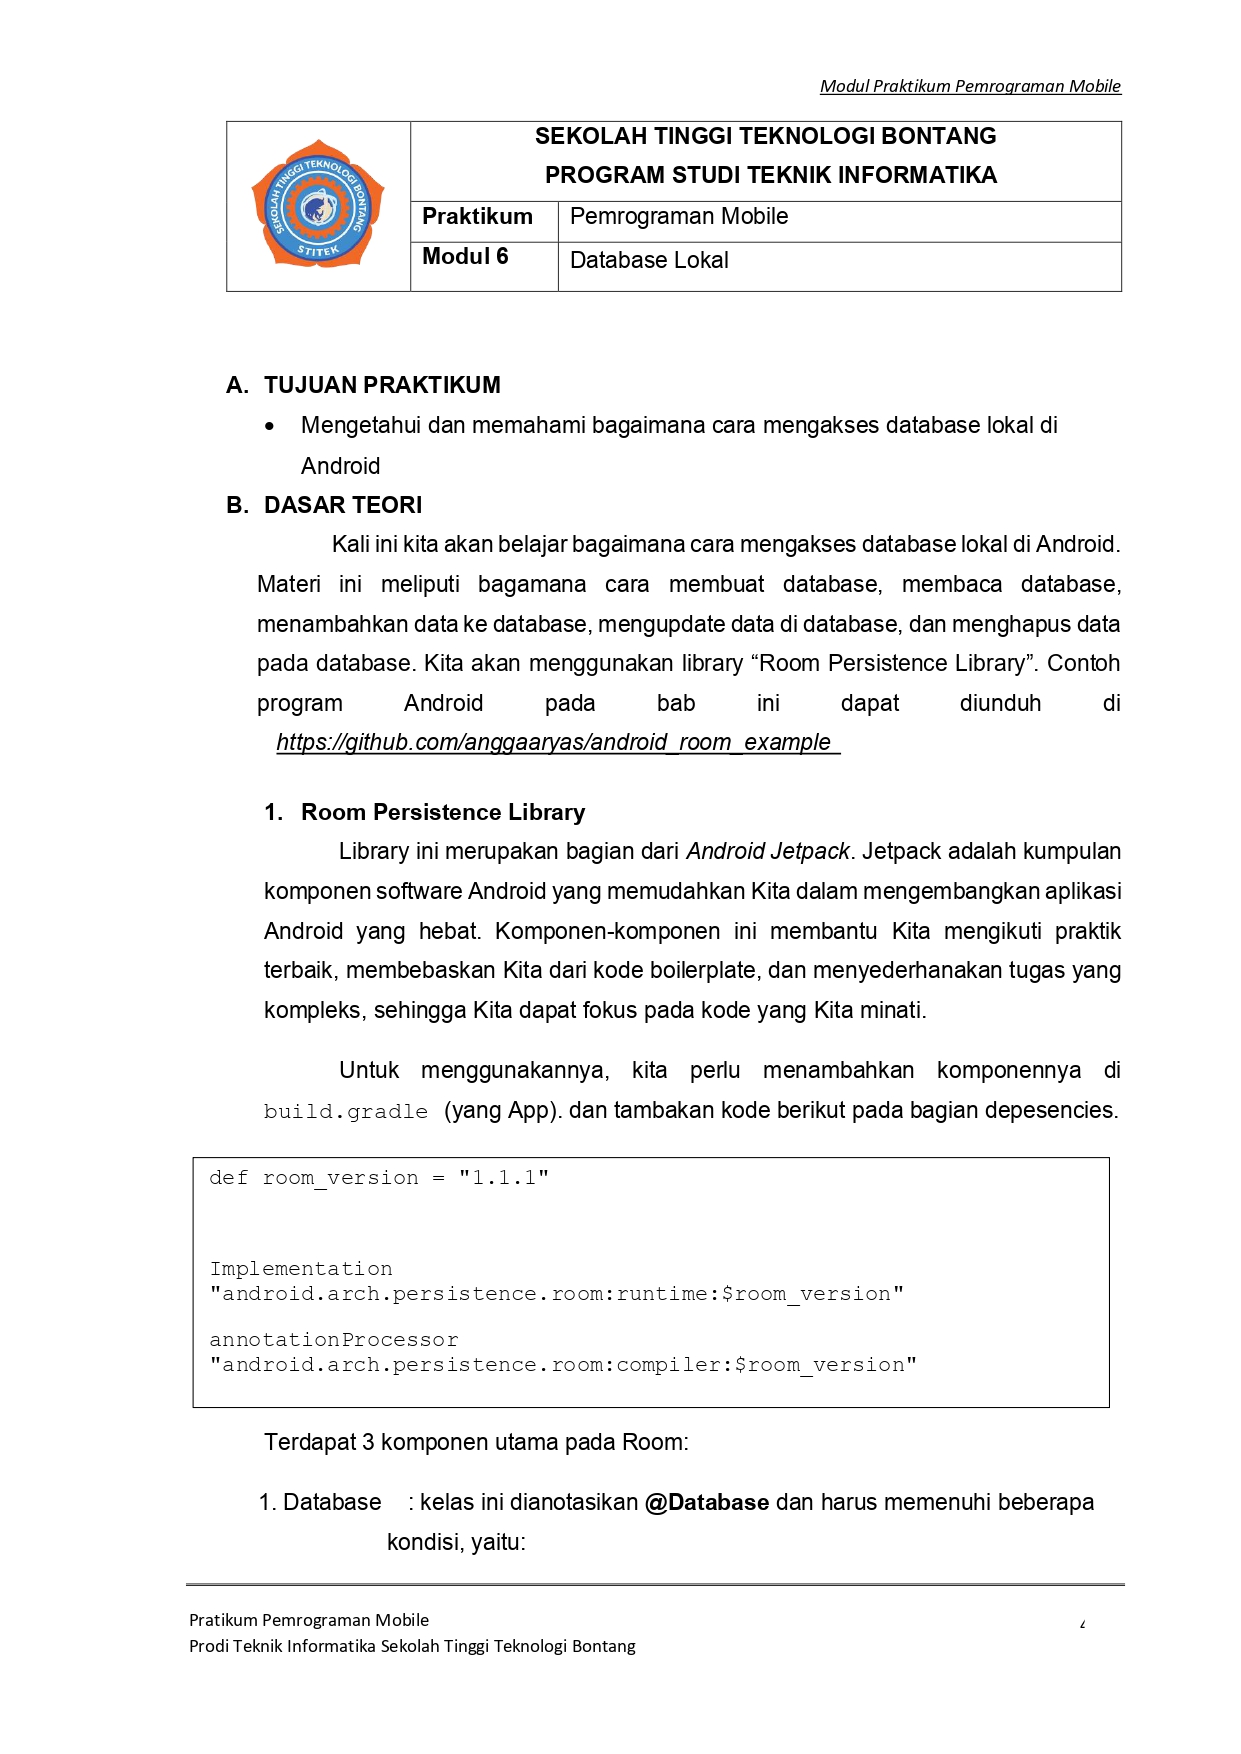 Modul Praktikum Pemrograman Mobile
SEKOLAH TINGGI TEKNOLOGI BONTANG
STITEK
SEKOLAH TINGGI TEKNOLOGI BONTANG
PROGRAM STUDI TEKNIK INFORMATIKA
Praktikum Pemrograman Mobile
Modul 6 Database Lokal
A. TUJUAN PRAKTIKUM
• Mengetahui dan memahami bagaimana cara mengakses database lokal di
Android
B. DASAR TEORI
Kali ini kita akan belajar bagaimana cara mengakses database lokal di Android.
Materi ini meliputi bagamana cara membuat database, membaca database,
menambahkan data ke database, mengupdate data di database, dan menghapus data
pada database. Kita akan menggunakan library “Room Persistence Library”. Contoh
program Android pada bab ini dapat diunduh di
https://github.com/anggaaryas/android_room_example
1. Room Persistence Library
Library ini merupakan bagian dari Android Jetpack. Jetpack adalah kumpulan
komponen software Android yang memudahkan Kita dalam mengembangkan aplikasi
Android yang hebat. Komponen-komponen ini membantu Kita mengikuti praktik
terbaik, membebaskan Kita dari kode boilerplate, dan menyederhanakan tugas yang
kompleks, sehingga Kita dapat fokus pada kode yang Kita minati.
Untuk menggunakannya, kita perlu menambahkan komponennya di
build.gradle (yang App). dan tambakan kode berikut pada bagian depesencies.
def room_version = "1.1.1"
Implementation
"android.arch.persistence.room:runtime:$room_version"
annotationProcessor
"android.arch.persistence.room:compiler:$room_version"
Terdapat 3 komponen utama pada Room:
1. Database : kelas ini dianotasikan @Database dan harus memenuhi beberapa
kondisi, yaitu:
Pratikum Pemrograman Mobile
Prodi Teknik Informatika Sekolah Tinggi Teknologi Bontang